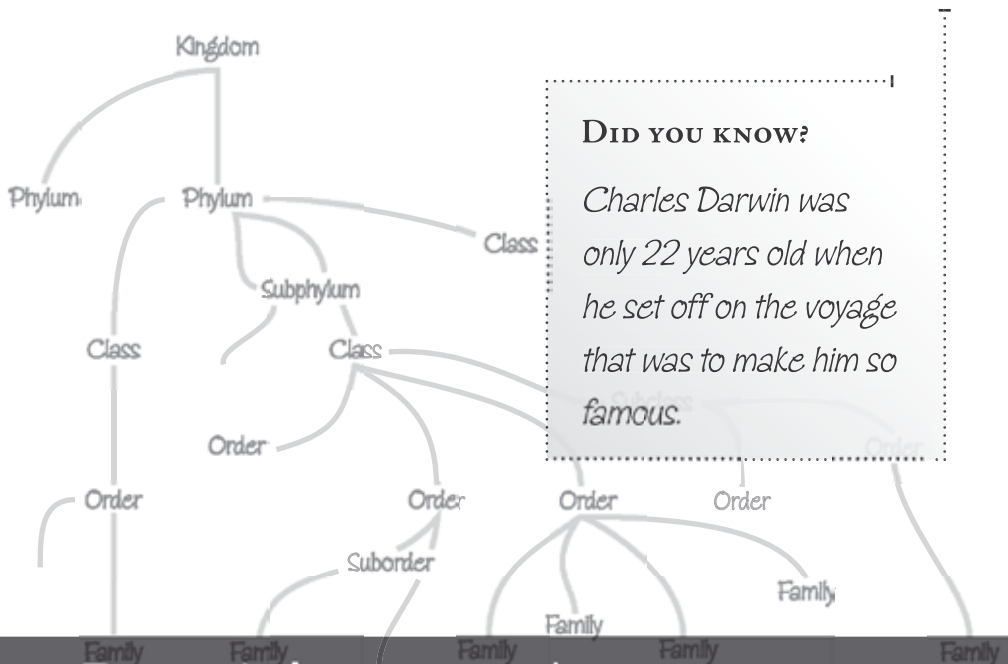 Kingdom
Phylum
Phylum
Class
Subphylum
Class
Class
Order
Order
Order
Order
Order
Suborder
Family
Family
Family
Family
Family
Family
Family
DID YOU KNOW?
Charles Darwin was
only 22 years old when
he set off on the voyage
that was to make him so
famous.
Subclass
Order